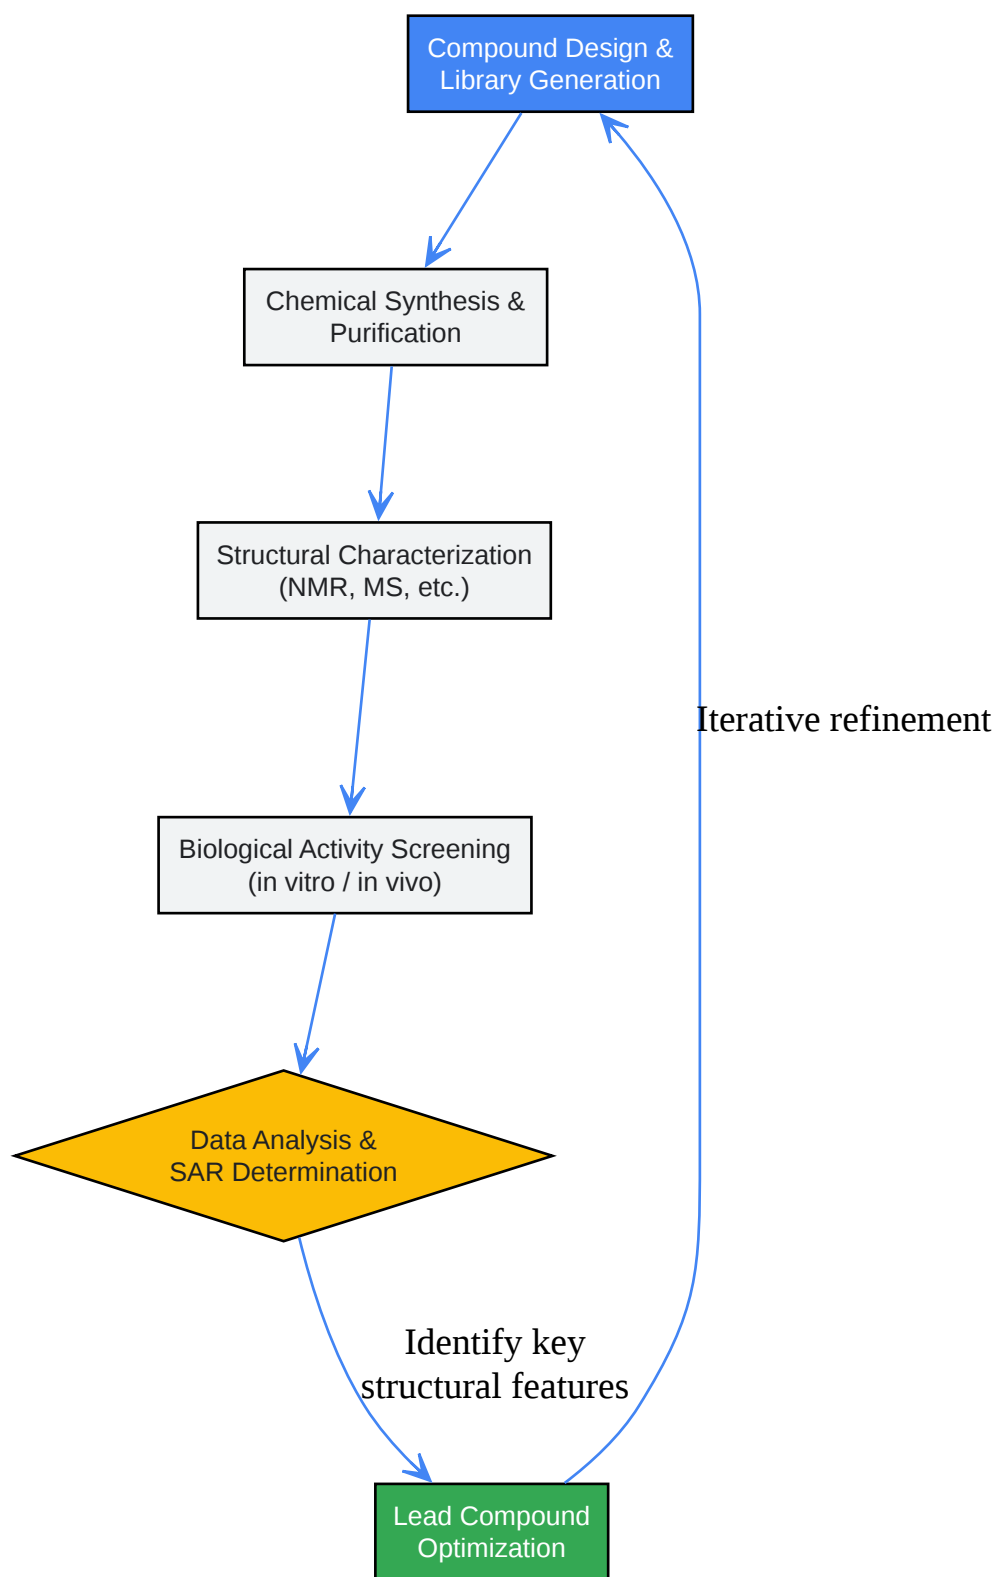 Compound Design &
Library Generation
Chemical Synthesis &
Purification
Structural Characterization
(NMR, MS, etc.)
Iterative refinement
Biological Activity Screening
(in vitro / in vivo)
Data Analysis &
SAR Determination
Identify key
structural features
Lead Compound
Optimization